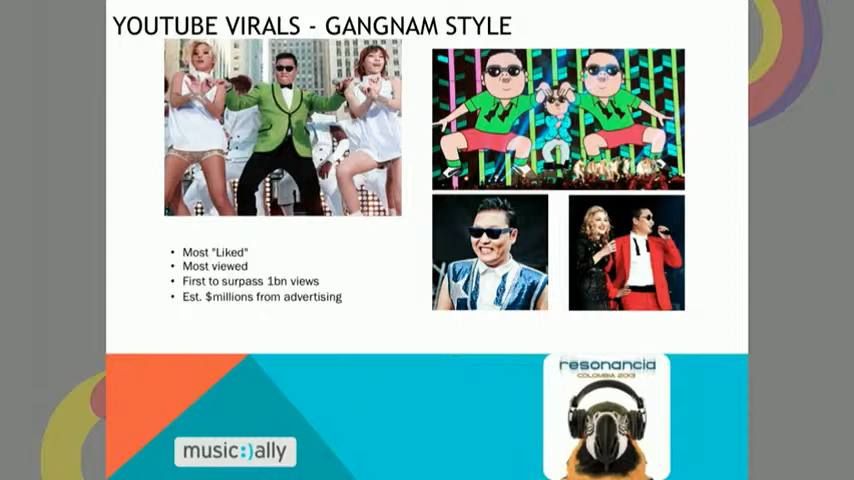 YOUTUBE VIRALS - GANGNAM STYLE
• Most "Liked"
• Most viewed
• First to surpass 1bn views
• Est. $millions from advertising
music:)ally
resonancia
COLOMBIA 2013